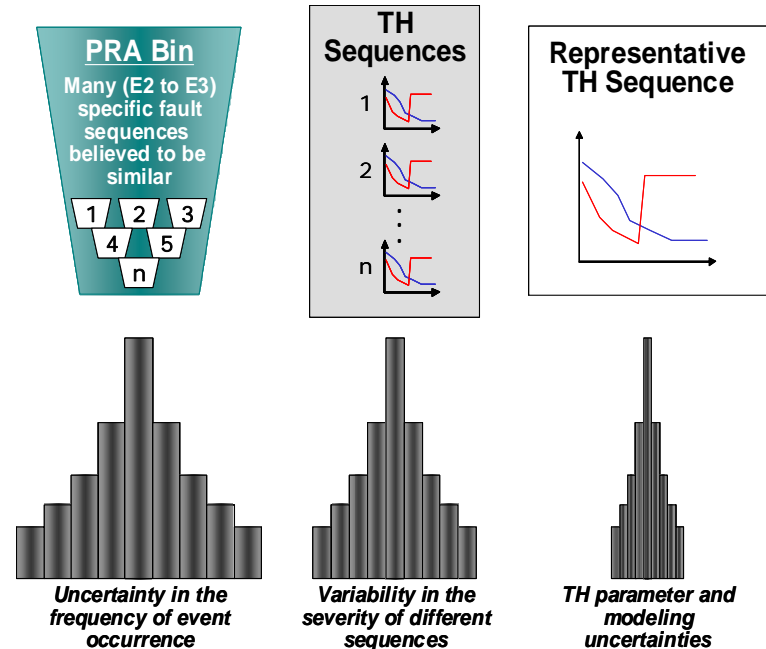 PRA Bin
Many (E2 to E3)
specific fault
sequences
believed to be
similar
1 2 3
4 5
n
TH
Sequences
1
2
n
Representative
TH Sequence
Uncertainty in the
frequency of event
occurrence
Variability in the
severity of different
sequences
TH parameter and
modeling
uncertainties